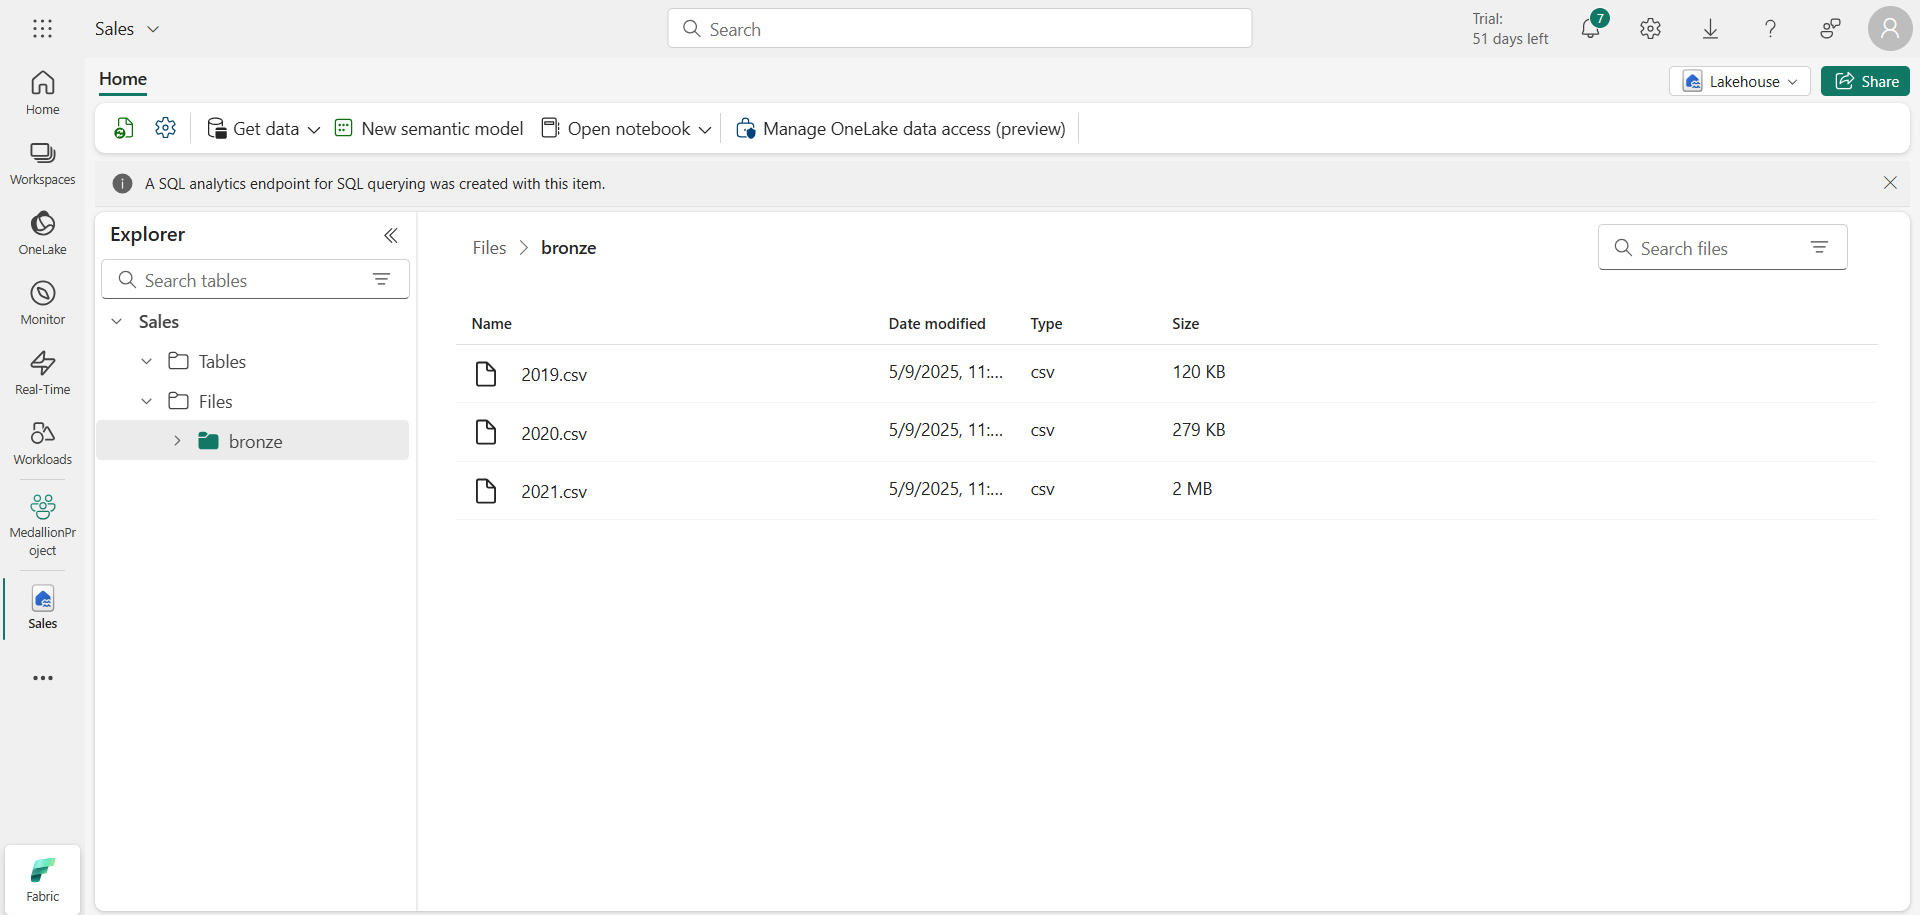 Sales
Search
Trial:
51 days left
7
Home
Home
Lakehouse
Share
Get data
New semantic model
Open notebook
Manage OneLake data access (preview)
Workspaces
A SQL analytics endpoint for SQL querying was created with this item.
OneLake
Explorer
Search tables
Sales
Tables
Files
bronze
Files
bronze
Search files
Name
Date modified
Type
Size
2019.csv
5/9/2025, 11:...
csv
120 KB
2020.csv
5/9/2025, 11:...
csv
279 KB
2021.csv
5/9/2025, 11:...
csv
2 MB
Monitor
Real-Time
Workloads
MedallionPr
oject
Sales
Fabric